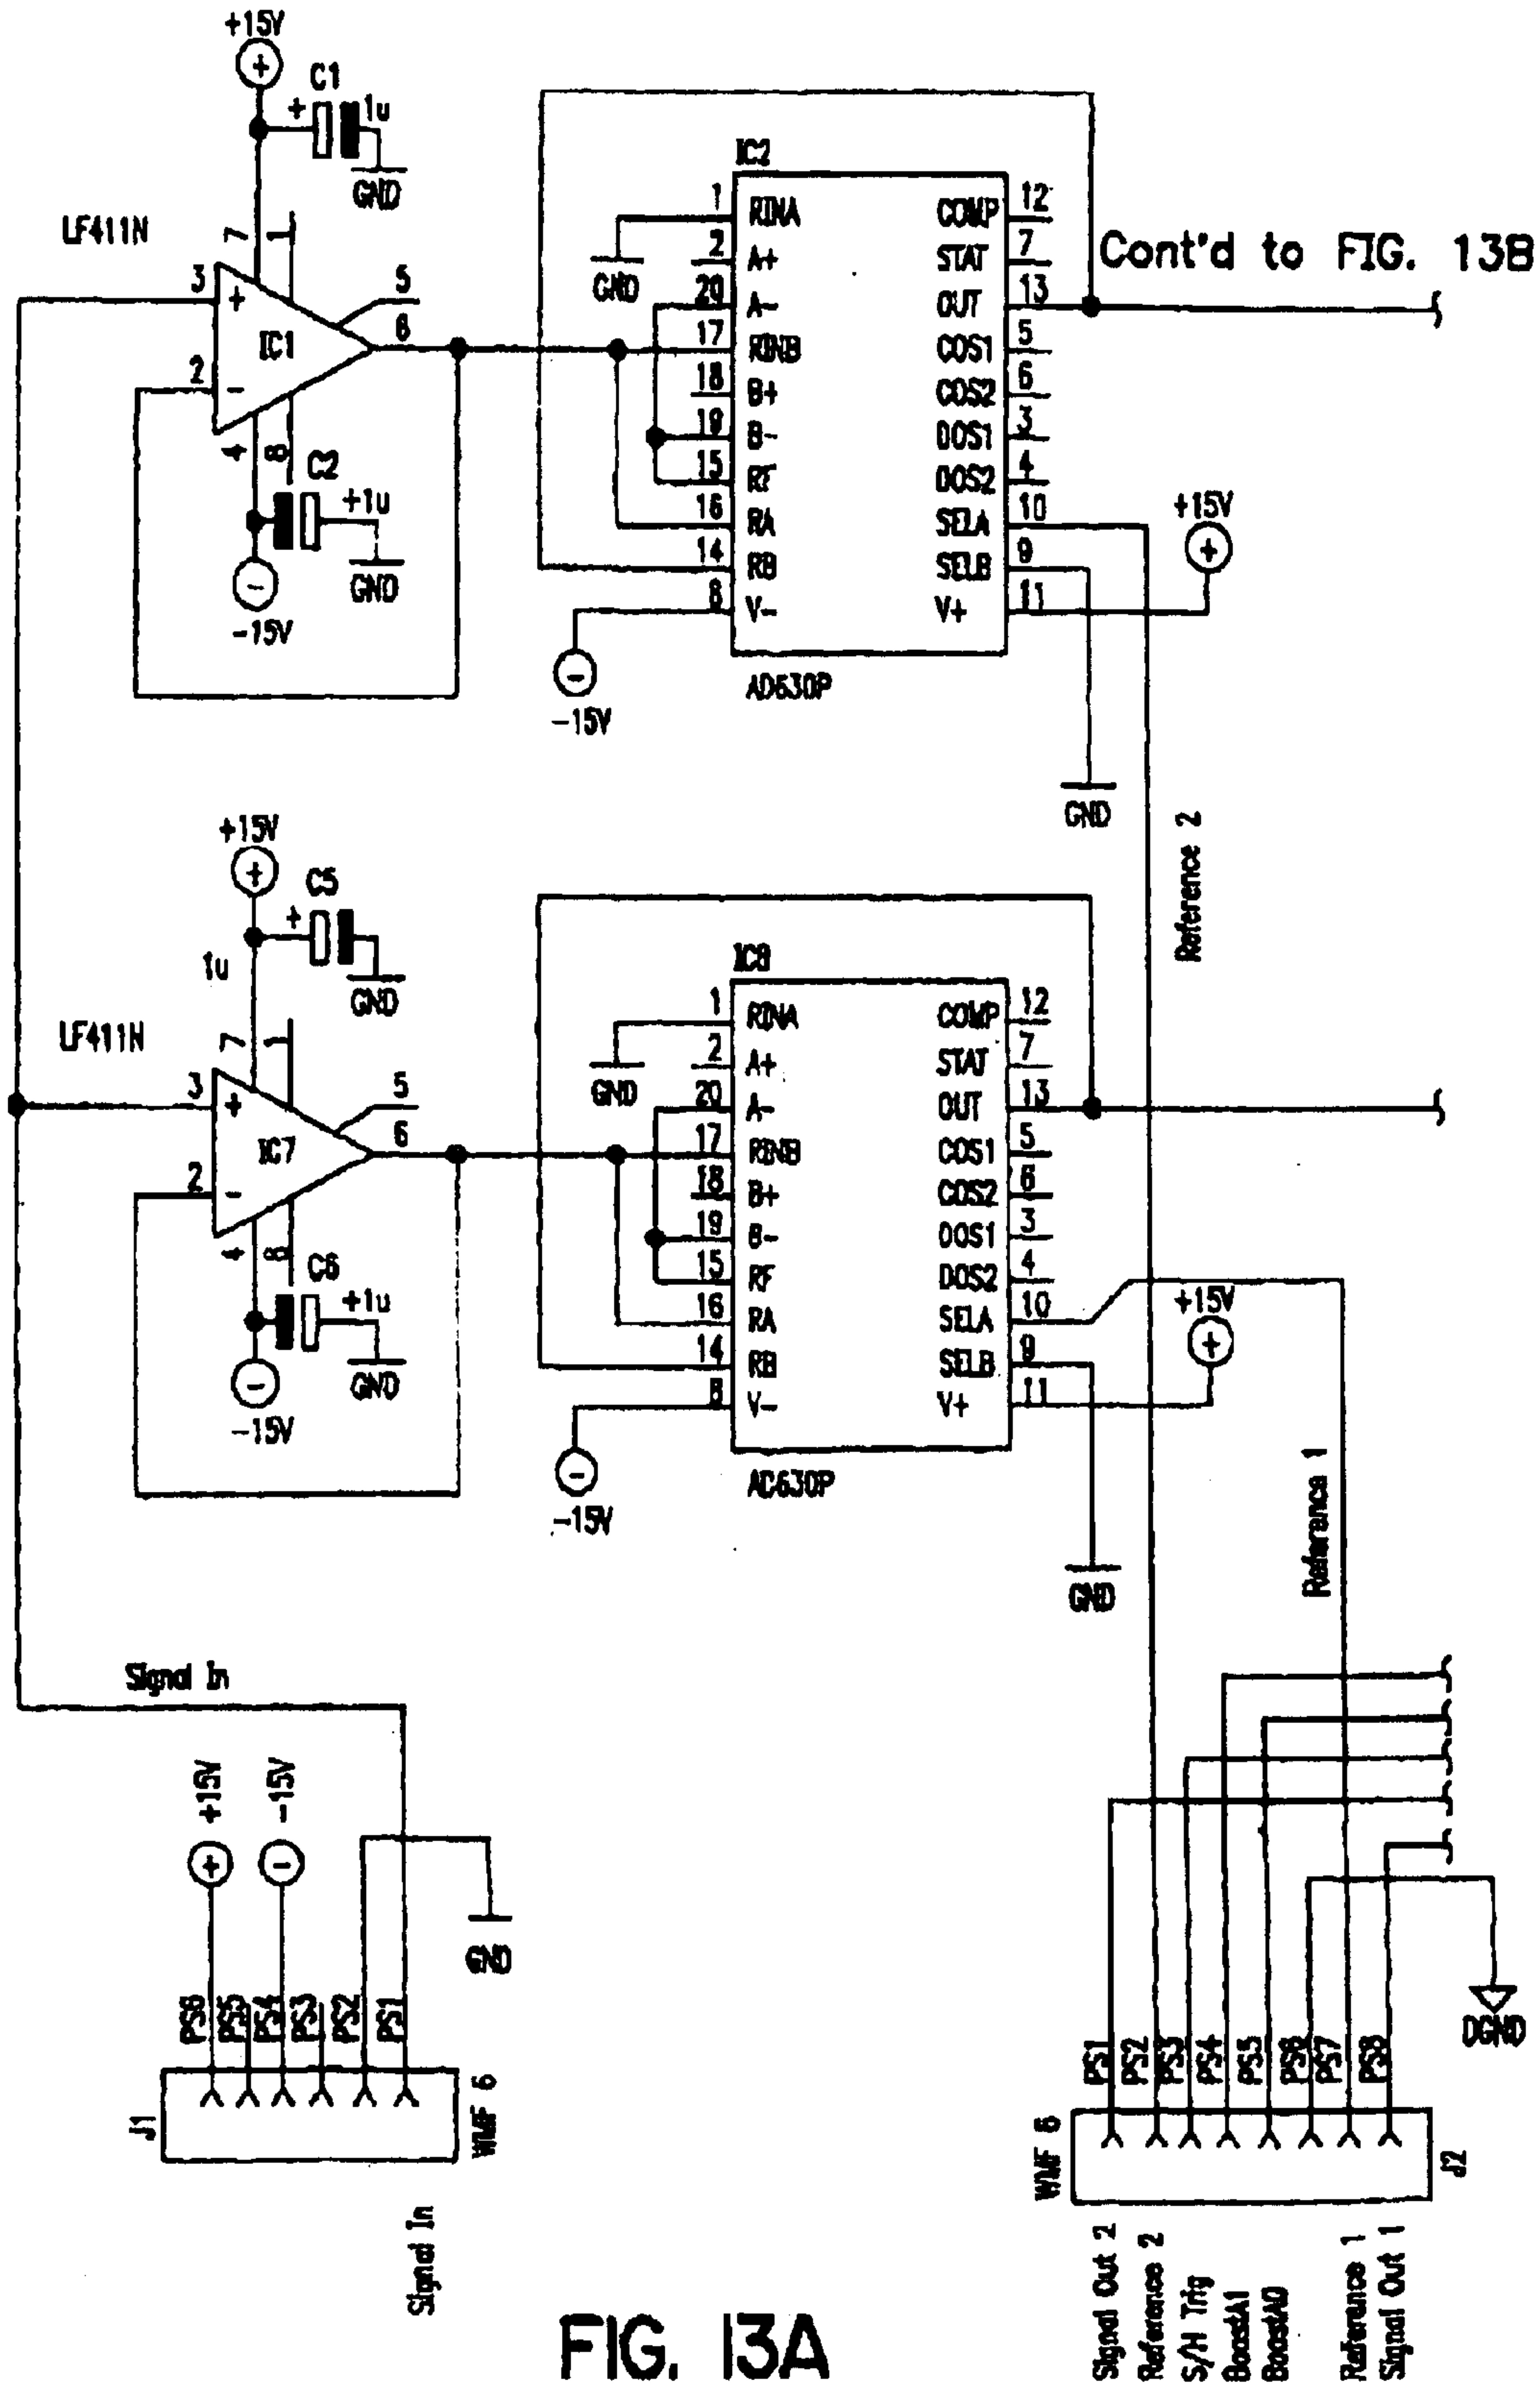 +15V
C1
+
1u
GND
LF411N
7
1
3
+
5
IC1
6
2
-
4
8
C2
+1u
GND
-15V
IC2
1 RINA COMP 12
2 A+ STAT 7
20 A- OUT 13
17 RINB COS1 5
18 B+ COS2 6
19 B- DOS1 3
15 RF DOS2 4
16 RA SELA 10
14 RB SELB 9
8 V- V+ 11
GND
AD630P
-15V
+15V
GND
Cont'd to FIG. 13B
Reference 2
+15V
C5
+
1u
GND
LF411N
7
1
3
+
5
IC7
6
2
-
4
8
C6
+1u
GND
-15V
IC8
1 RINA COMP 12
2 A+ STAT 7
20 A- OUT 13
17 RINB COS1 5
18 B+ COS2 6
19 B- DOS1 3
15 RF DOS2 4
16 RA SELA 10
14 RB SELB 9
8 V- V+ 11
GND
AC630P
-15V
+15V
GND
Reference 1
Signal In
+15V
-15V
GND
PS6
PS5
PS4
PS3
PS2
PS1
J1
WMF 6
Signal In
DGND
PS1
PS2
PS3
PS4
PS5
PS6
PS7
PS8
WMF 8
J2
Signal Out 2
Reference 2
S/H Trig
BoostA1
BoostA0
Reference 1
Signal Out 1
FIG. 13A